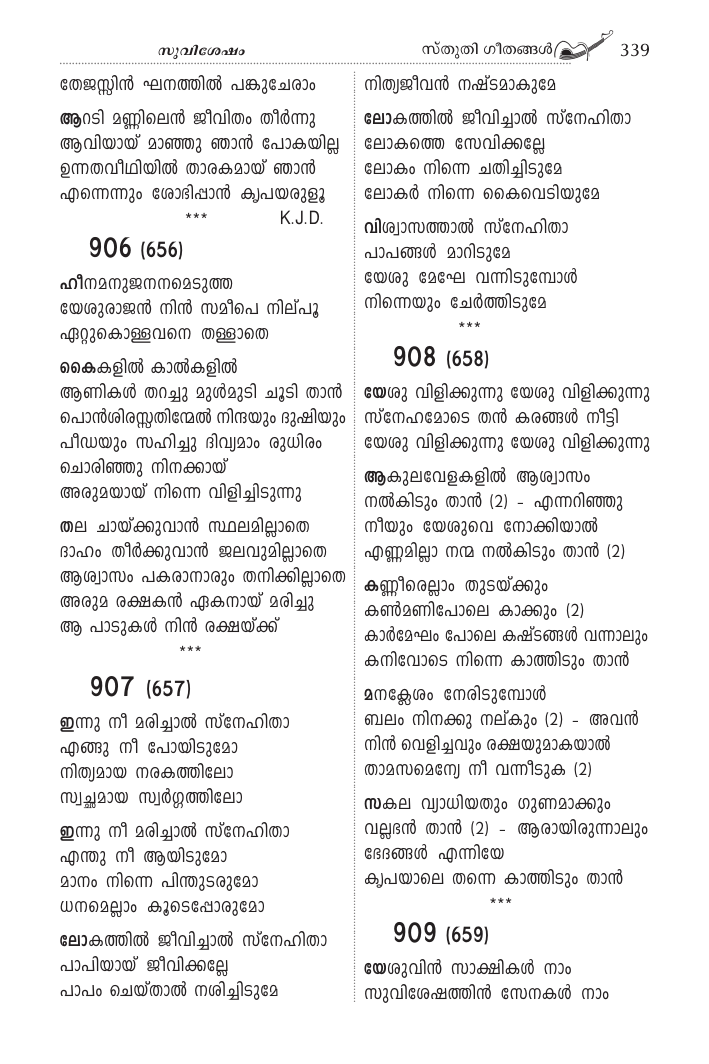 സുവിശേഷം
സ്തുതി ഗീതങ്ങൾ 339
തേജസ്സിൻ ഘനത്തിൽ പങ്കുചേരാം
ആറടി മണ്ണിലെൻ ജീവിതം തീർന്നു
ആവിയായ് മാഞ്ഞു ഞാൻ പോകയില്ല
ഉന്നതവീഥിയിൽ താരകമായ് ഞാൻ
എന്നെന്നും ശോഭിപ്പാൻ കൃപയരുളൂ
*** K.J.D.
906 (656)
ഹീനമനുജനനമെടുത്ത
യേശുരാജൻ നിൻ സമീപെ നില്പൂ
ഏറ്റുകൊള്ളവനെ തള്ളാതെ
കൈകളിൽ കാൽകളിൽ
ആണികൾ തറച്ചു മുൾമുടി ചൂടി താൻ
പൊൻശിരസ്സതിന്മേൽ നിന്ദയും ദുഷിയും
പീഡയും സഹിച്ചു ദിവ്യമാം രുധിരം
ചൊരിഞ്ഞു നിനക്കായ്
അരുമയായ് നിന്നെ വിളിച്ചിടുന്നു
തല ചായ്ക്കുവാൻ സ്ഥലമില്ലാതെ
ദാഹം തീർക്കുവാൻ ജലവുമില്ലാതെ
ആശ്വാസം പകരാനാരും തനിക്കില്ലാതെ
അരുമ രക്ഷകൻ ഏകനായ് മരിച്ചു
ആ പാടുകൾ നിൻ രക്ഷയ്ക്ക്
***
907 (657)
ഇന്നു നീ മരിച്ചാൽ സ്നേഹിതാ
എങ്ങു നീ പോയിടുമോ
നിത്യമായ നരകത്തിലോ
സ്വച്ഛമായ സ്വർഗ്ഗത്തിലോ
ഇന്നു നീ മരിച്ചാൽ സ്നേഹിതാ
എന്തു നീ ആയിടുമോ
മാനം നിന്നെ പിന്തുടരുമോ
ധനമെല്ലാം കൂടെപ്പോരുമോ
ലോകത്തിൽ ജീവിച്ചാൽ സ്നേഹിതാ
പാപിയായ് ജീവിക്കല്ലേ
പാപം ചെയ്താൽ നശിച്ചിടുമേ
നിത്യജീവൻ നഷ്ടമാകുമേ
ലോകത്തിൽ ജീവിച്ചാൽ സ്നേഹിതാ
ലോകത്തെ സേവിക്കല്ലേ
ലോകം നിന്നെ ചതിച്ചിടുമേ
ലോകർ നിന്നെ കൈവെടിയുമേ
വിശ്വാസത്താൽ സ്നേഹിതാ
പാപങ്ങൾ മാറിടുമേ
യേശു മേഘേ വന്നിടുമ്പോൾ
നിന്നെയും ചേർത്തിടുമേ
***
908 (658)
യേശു വിളിക്കുന്നു യേശു വിളിക്കുന്നു
സ്നേഹമോടെ തൻ കരങ്ങൾ നീട്ടി
യേശു വിളിക്കുന്നു യേശു വിളിക്കുന്നു
ആകുലവേളകളിൽ ആശ്വാസം
നൽകിടും താൻ (2) – എന്നറിഞ്ഞു
നീയും യേശുവെ നോക്കിയാൽ
എണ്ണമില്ലാ നന്മ നൽകിടും താൻ (2)
കണ്ണീരെല്ലാം തുടയ്ക്കും
കൺമണിപോലെ കാക്കും (2)
കാർമേഘം പോലെ കഷ്ടങ്ങൾ വന്നാലും
കനിവോടെ നിന്നെ കാത്തിടും താൻ
മനക്ലേശം നേരിടുമ്പോൾ
ബലം നിനക്കു നല്കും (2) – അവൻ
നിൻ വെളിച്ചവും രക്ഷയുമാകയാൽ
താമസമെന്യേ നീ വന്നീടുക (2)
സകല വ്യാധിയതും ഗുണമാക്കും
വല്ലഭൻ താൻ (2) – ആരായിരുന്നാലും
ഭേദങ്ങൾ എന്നിയേ
കൃപയാലെ തന്നെ കാത്തിടും താൻ
***
909 (659)
യേശുവിൻ സാക്ഷികൾ നാം
സുവിശേഷത്തിൻ സേനകൾ നാം